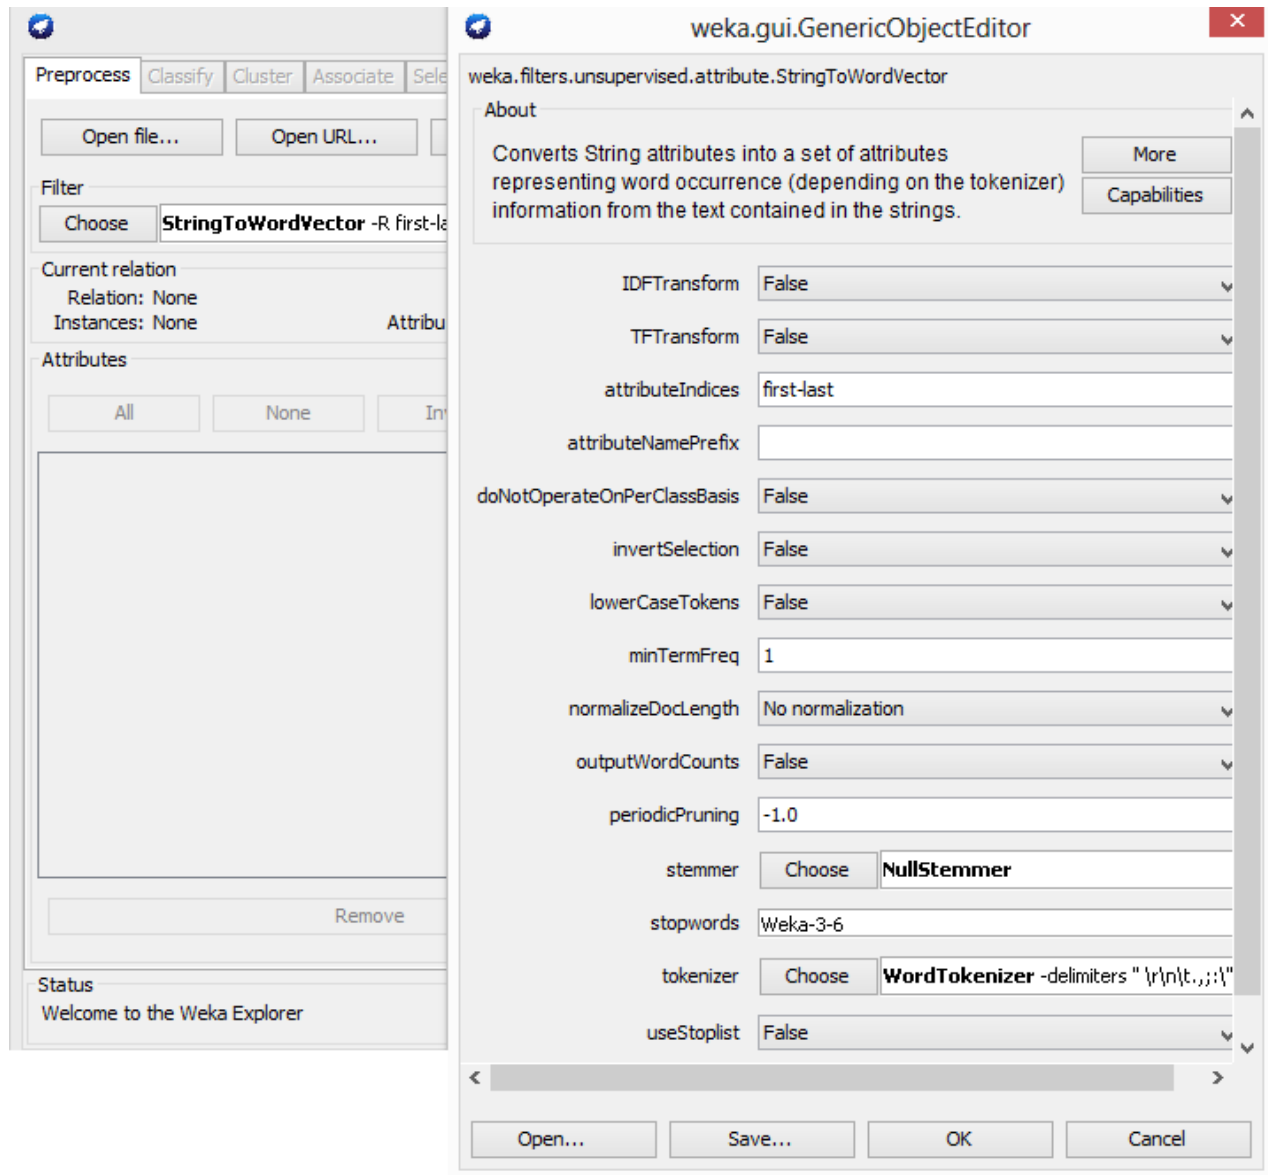 Preprocess Classify Cluster Associate Sele
Open file... Open URL...
Filter
Choose StringToWordVector -R first-la
Current relation
Relation: None
Instances: None Attribu
Attributes
All None In
Remove
Status
Welcome to the Weka Explorer
weka.gui.GenericObjectEditor
weka.filters.unsupervised.attribute.StringToWordVector
About
Converts String attributes into a set of attributes
representing word occurrence (depending on the tokenizer)
information from the text contained in the strings.
More
Capabilities
IDFTransform False
TFTransform False
attributeIndices first-last
attributeNamePrefix
doNotOperateOnPerClassBasis False
invertSelection False
lowerCaseTokens False
minTermFreq 1
normalizeDocLength No normalization
outputWordCounts False
periodicPruning -1.0
stemmer Choose NullStemmer
stopwords Weka-3-6
tokenizer Choose WordTokenizer -delimiters " \r\n\t.,;:\"
useStoplist False
Open... Save... OK Cancel